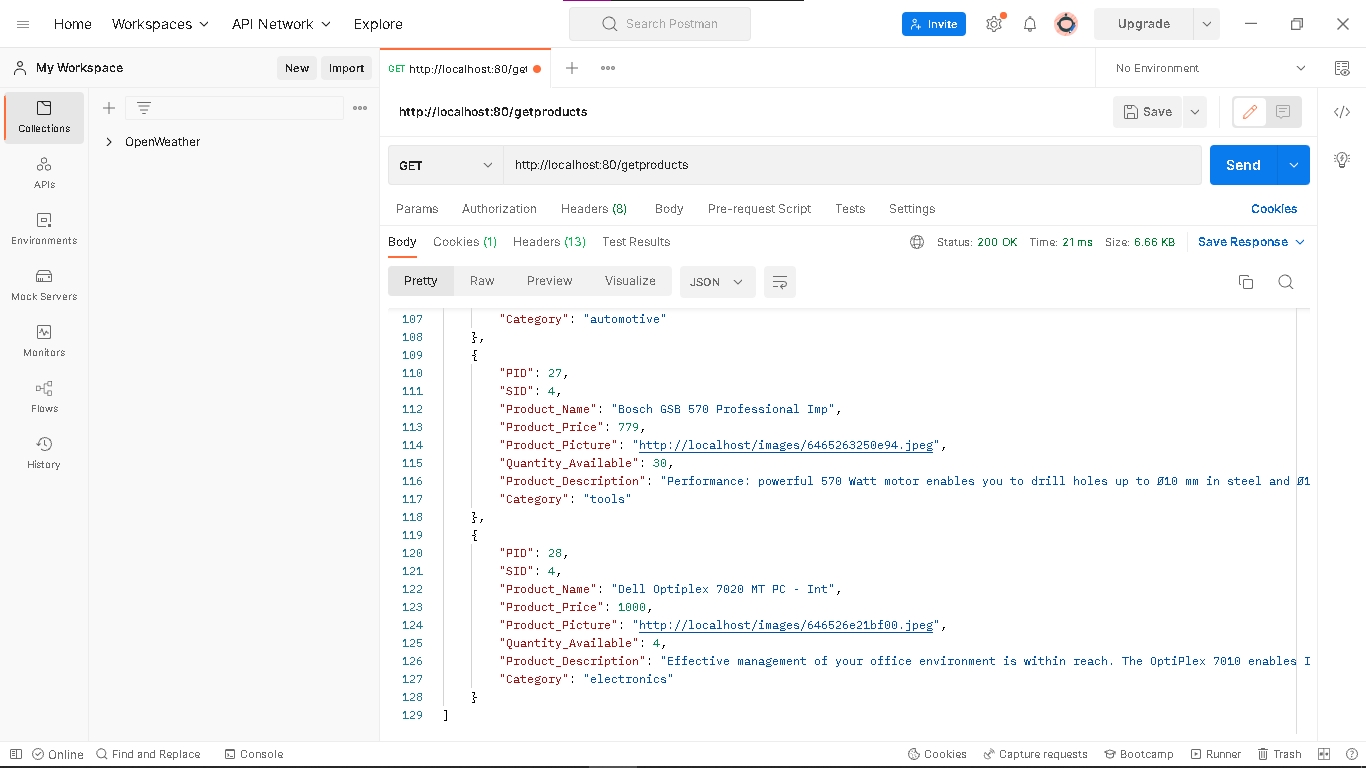 Home Workspaces API Network Explore Search Postman Invite Upgrade
My Workspace New Import GET http://localhost:80/get No Environment
Collections
APIs
Environments
Mock Servers
Monitors
Flows
History
OpenWeather
http://localhost:80/getproducts Save
GET http://localhost:80/getproducts Send
Params Authorization Headers (8) Body Pre-request Script Tests Settings Cookies
Body Cookies (1) Headers (13) Test Results Status: 200 OK Time: 21 ms Size: 6.66 KB Save Response
Pretty Raw Preview Visualize JSON
107 "Category": "automotive"
108 },
109 {
110 "PID": 27,
111 "SID": 4,
112 "Product_Name": "Bosch GSB 570 Professional Imp",
113 "Product_Price": 779,
114 "Product_Picture": "http://localhost/images/6465263250e94.jpeg",
115 "Quantity_Available": 30,
116 "Product_Description": "Performance: powerful 570 Watt motor enables you to drill holes up to Ø10 mm in steel and Ø1
117 "Category": "tools"
118 },
119 {
120 "PID": 28,
121 "SID": 4,
122 "Product_Name": "Dell Optiplex 7020 MT PC - Int",
123 "Product_Price": 1000,
124 "Product_Picture": "http://localhost/images/646526e21bf00.jpeg",
125 "Quantity_Available": 4,
126 "Product_Description": "Effective management of your office environment is within reach. The OptiPlex 7010 enables I
127 "Category": "electronics"
128 }
129 ]
Online Find and Replace Console Cookies Capture requests Bootcamp Runner Trash